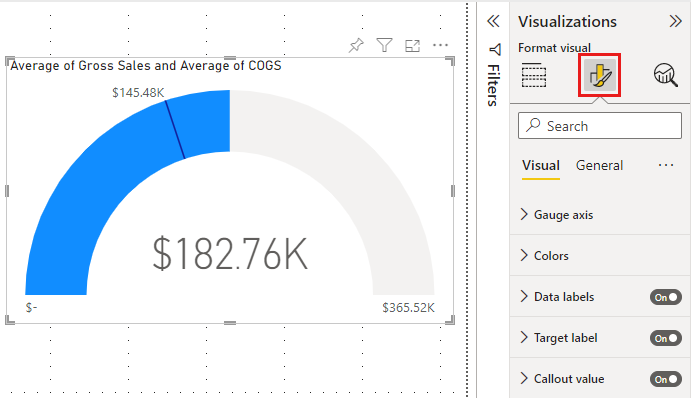 Average of Gross Sales and Average of COGS
$145.48K
$182.76K
$-
$365.52K
Filters
Visualizations
Format visual
Search
Visual General
Gauge axis
Colors
Data labels On
Target label On
Callout value On